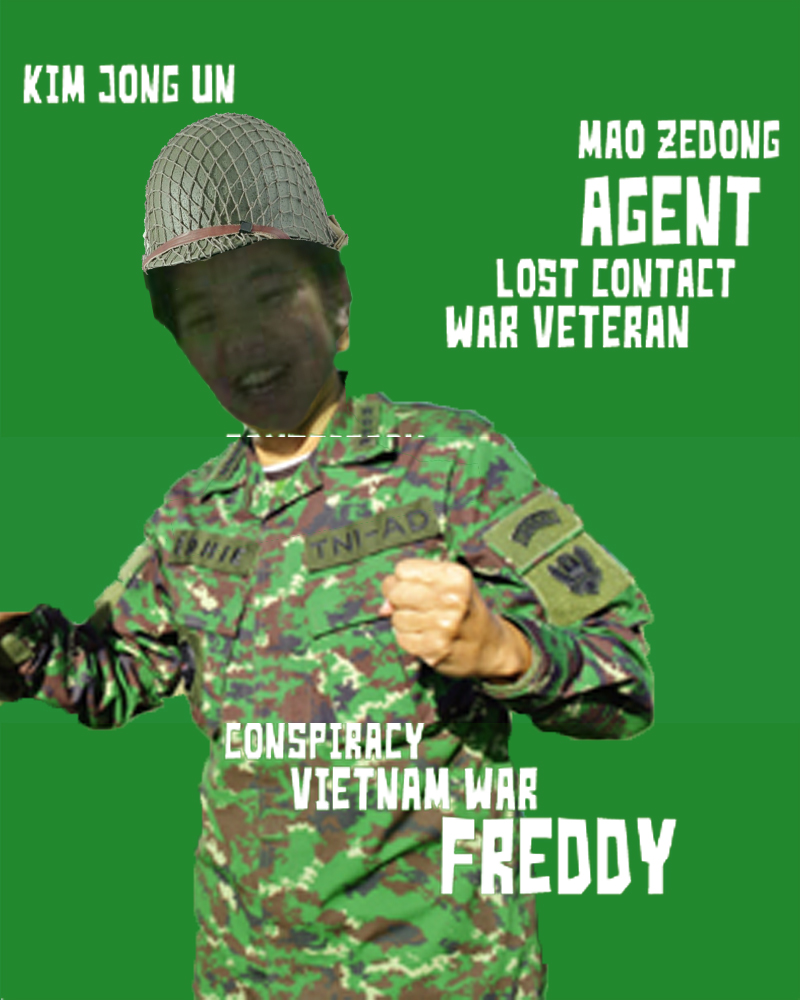 KIM JONG UN
MAO ZEDONG
AGENT
LOST CONTACT
WAR VETERAN
TNI-AD
CONSPIRACY
VIETNAM WAR
FREDDY